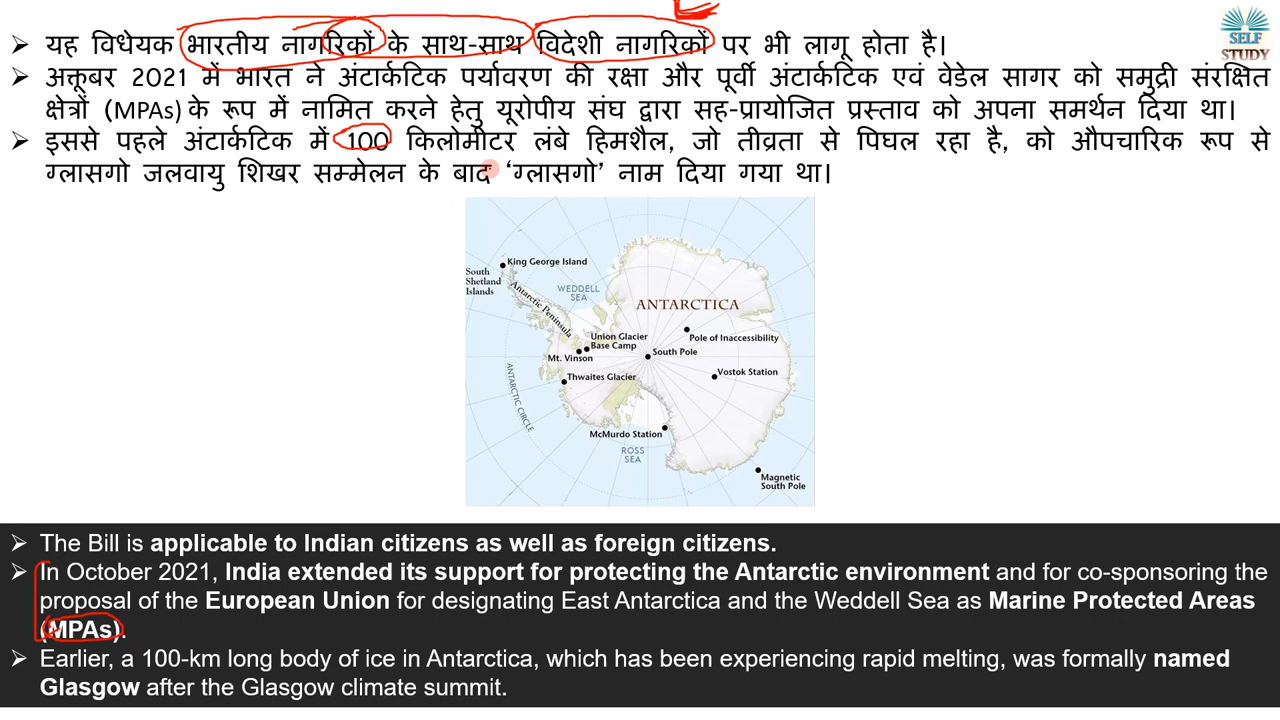 ➤ यह विधेयक भारतीय नागरिकों के साथ-साथ विदेशी नागरिकों पर भी लागू होता है।
➤ अक्तूबर 2021 में भारत ने अंटार्कटिक पर्यावरण की रक्षा और पूर्वी अंटार्कटिक एवं वेडेल सागर को समुद्री संरक्षित
क्षेत्रों (MPAs) के रूप में नामित करने हेतु यूरोपीय संघ द्वारा सह-प्रायोजित प्रस्ताव को अपना समर्थन दिया था।
➤ इससे पहले अंटार्कटिक में 100 किलोमीटर लंबे हिमशैल, जो तीव्रता से पिघल रहा है, को औपचारिक रूप से
ग्लासगो जलवायु शिखर सम्मेलन के बाद ‘ग्लासगो’ नाम दिया गया था।
SELF
STUDY
King George Island
South
Shetland
Islands
Antarctic Peninsula
WEDDELL
SEA
ANTARCTICA
Union Glacier
Base Camp
Pole of Inaccessibility
Mt. Vinson
South Pole
Thwaites Glacier
Vostok Station
ANTARCTIC CIRCLE
McMurdo Station
ROSS
SEA
Magnetic
South Pole
➤ The Bill is applicable to Indian citizens as well as foreign citizens.
➤ In October 2021, India extended its support for protecting the Antarctic environment and for co-sponsoring the
proposal of the European Union for designating East Antarctica and the Weddell Sea as Marine Protected Areas
(MPAs).
➤ Earlier, a 100-km long body of ice in Antarctica, which has been experiencing rapid melting, was formally named
Glasgow after the Glasgow climate summit.